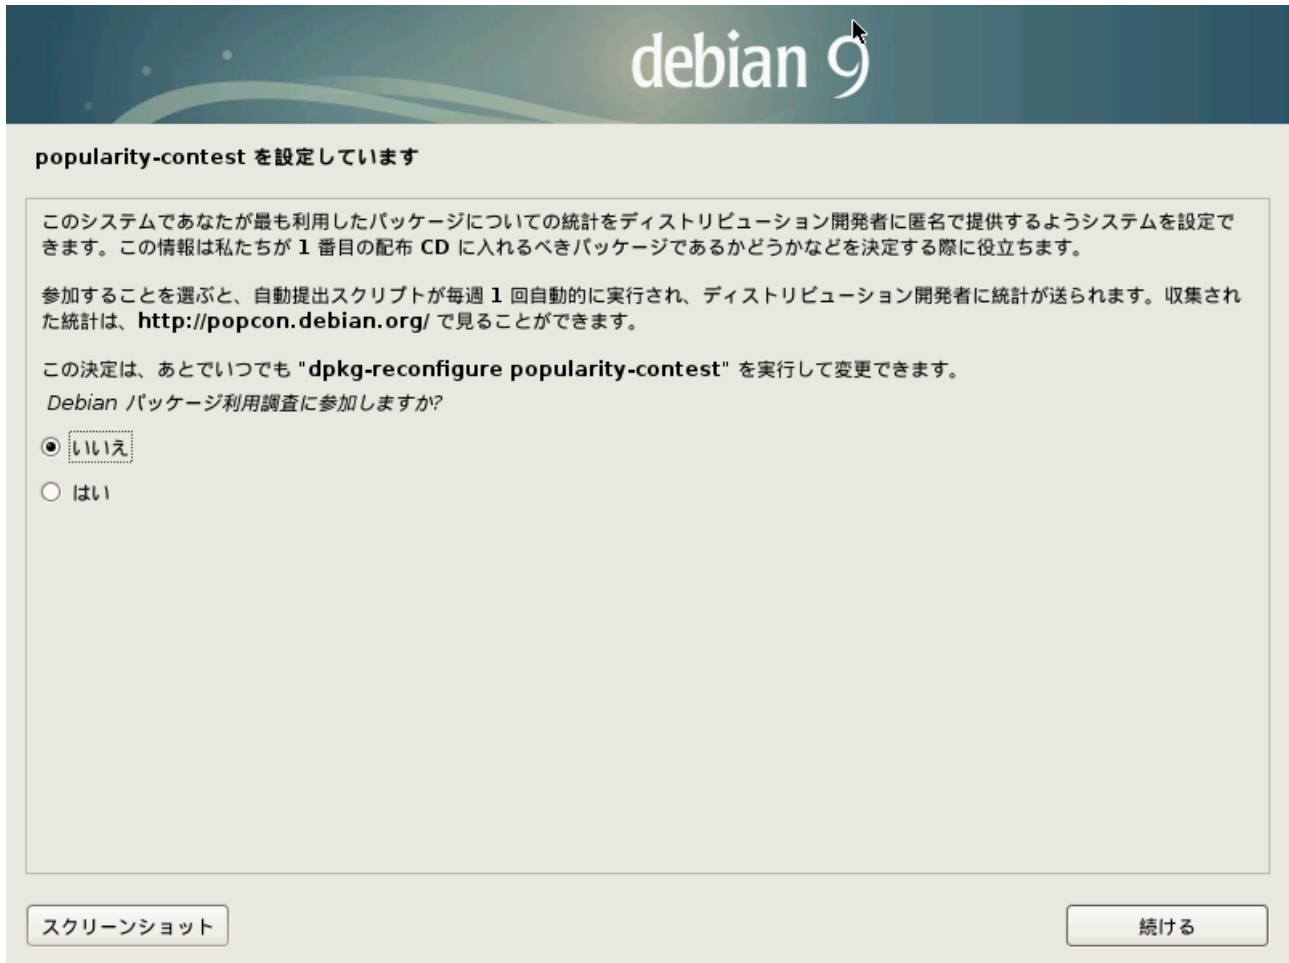 debian 9
popularity-contest を設定しています
このシステムであなたが最も利用したパッケージについての統計をディストリビューション開発者に匿名で提供するようシステムを設定で
きます。この情報は私たちが 1 番目の配布 CD に入れるべきパッケージであるかどうかなどを決定する際に役立ちます。
参加することを選ぶと、自動提出スクリプトが毎週 1 回自動的に実行され、ディストリビューション開発者に統計が送られます。収集され
た統計は、http://popcon.debian.org/ で見ることができます。
この決定は、あとでいつでも "dpkg-reconfigure popularity-contest" を実行して変更できます。
Debian パッケージ利用調査に参加しますか?
いいえ
はい
スクリーンショット
続ける